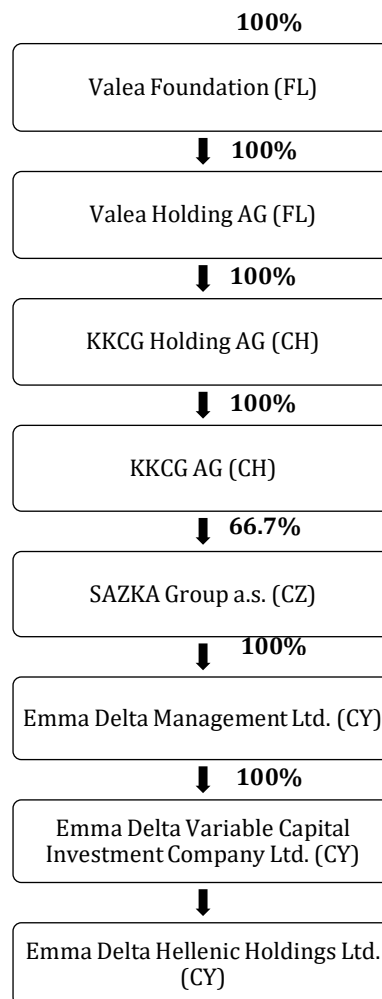 100%
Valea Foundation (FL)
100%
Valea Holding AG (FL)
100%
KKCG Holding AG (CH)
100%
KKCG AG (CH)
66.7%
SAZKA Group a.s. (CZ)
100%
Emma Delta Management Ltd. (CY)
100%
Emma Delta Variable Capital
Investment Company Ltd. (CY)
Emma Delta Hellenic Holdings Ltd.
(CY)